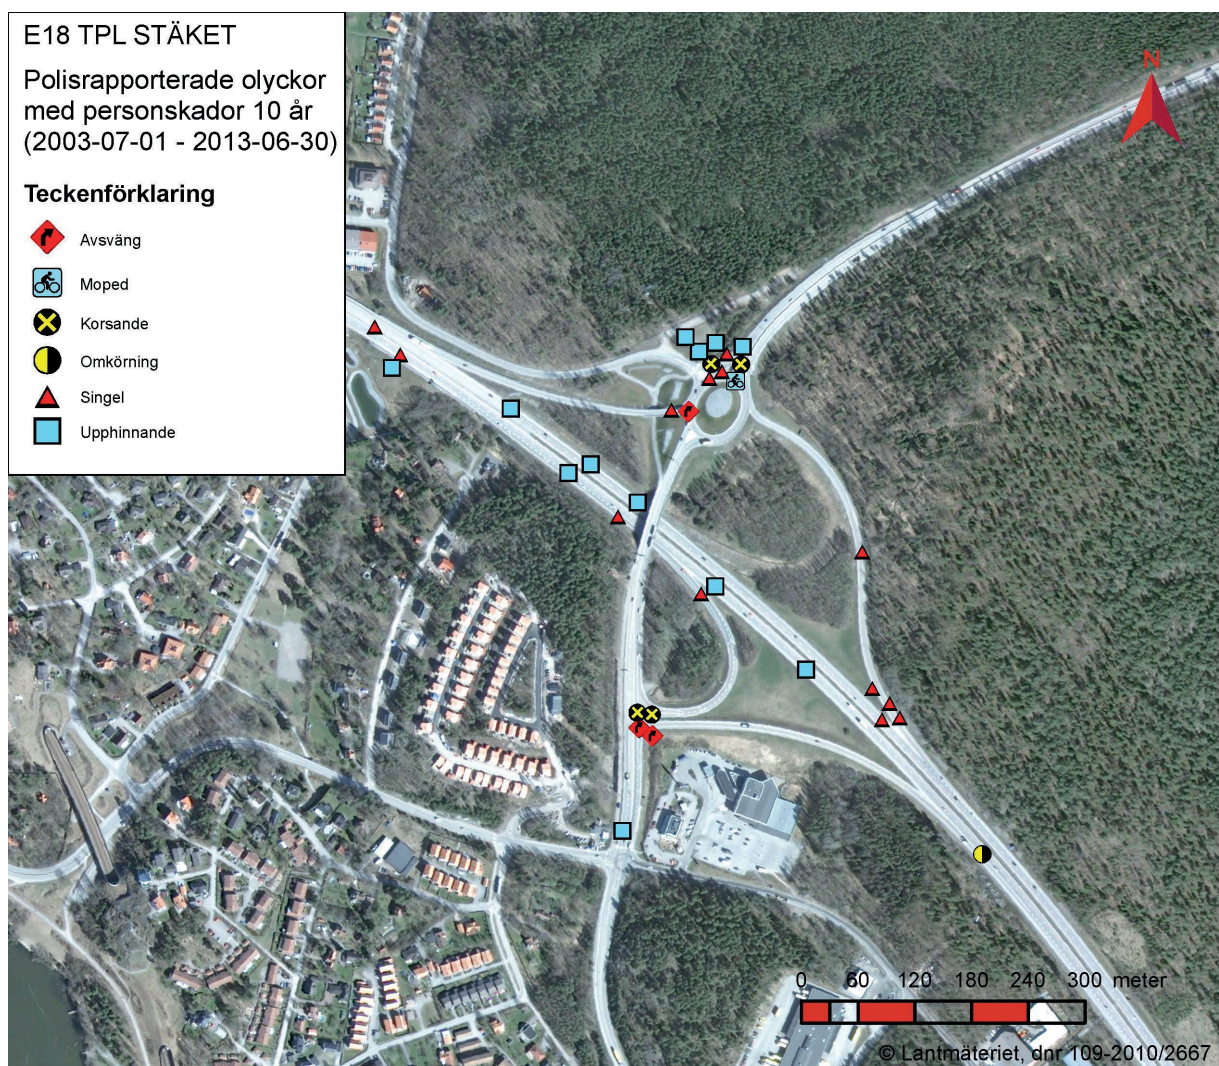 E18 TPL STÄKET
Polisrapporterade olyckor
med personskador 10 år
(2003-07-01 - 2013-06-30)
Teckenförklaring
Avsväng
Moped
Korsande
Omkörning
Singel
Upphinnande
N
0 60 120 180 240 300 meter
© Lantmäteriet, dnr 109-2010/2667